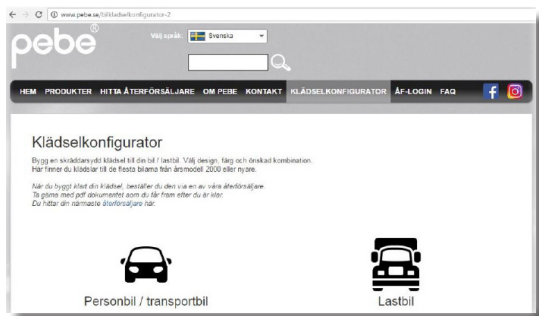 www.pebe.se/bilkladselkonfigurator-2
pebe®
Välj språk: Svenska
HEM PRODUKTER HITTA ÅTERFÖRSÄLJARE OM PEBE KONTAKT KLÄDSELKONFIGURATOR ÅF-LOGIN FAQ
Klädselkonfigurator
Bygg en skräddarsydd klädsel till din bil / lastbil. Välj design, färg och önskad kombination.
Här finner du klädslar till de flesta bilarna från årsmodell 2000 eller nyare.
När du byggt klart din klädsel, beställer du den via en av våra återförsäljare.
Ta gärna med pdf dokumentet som du får fram efter du är klar.
Du hittar din närmaste återförsäljare här.
Personbil / transportbil
Lastbil